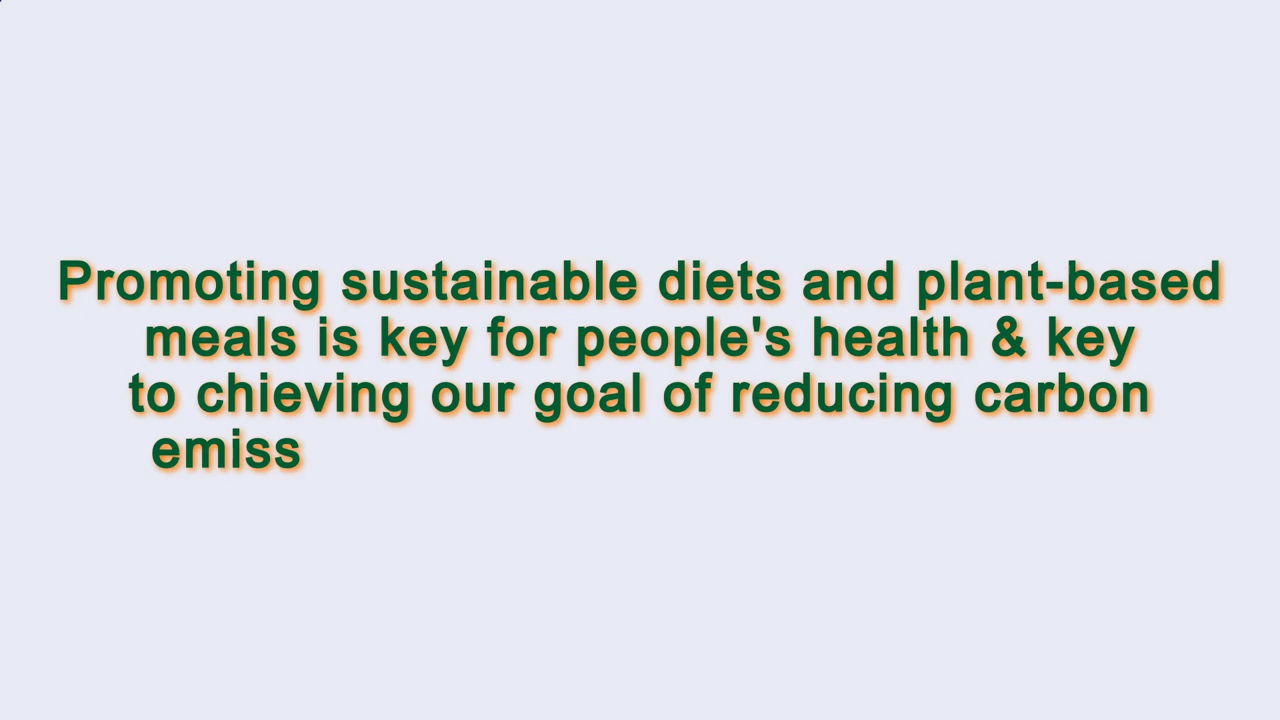 Promoting sustainable diets and plant-based
meals is key for people's health & key
to chieving our goal of reducing carbon
emiss